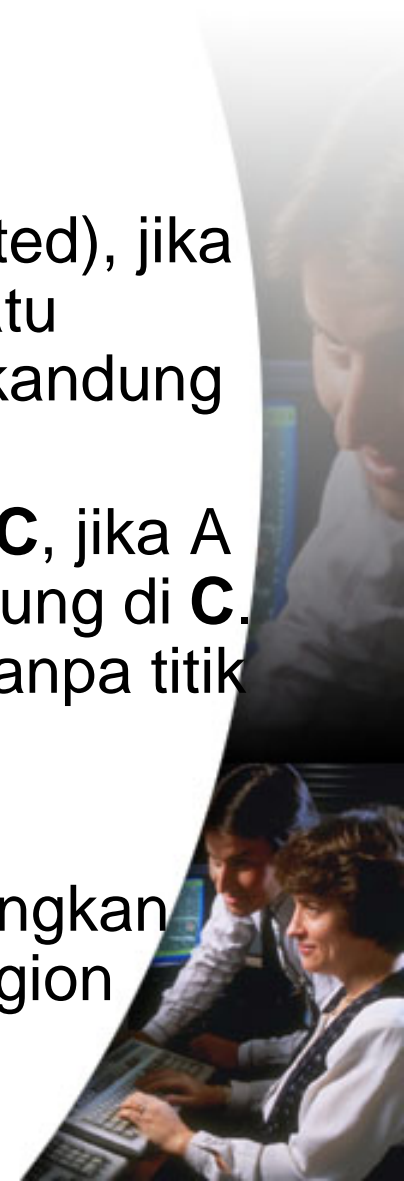 ted), jika
tu
kandung
C, jika A
ung di C.
anpa titik
ngkan
gion